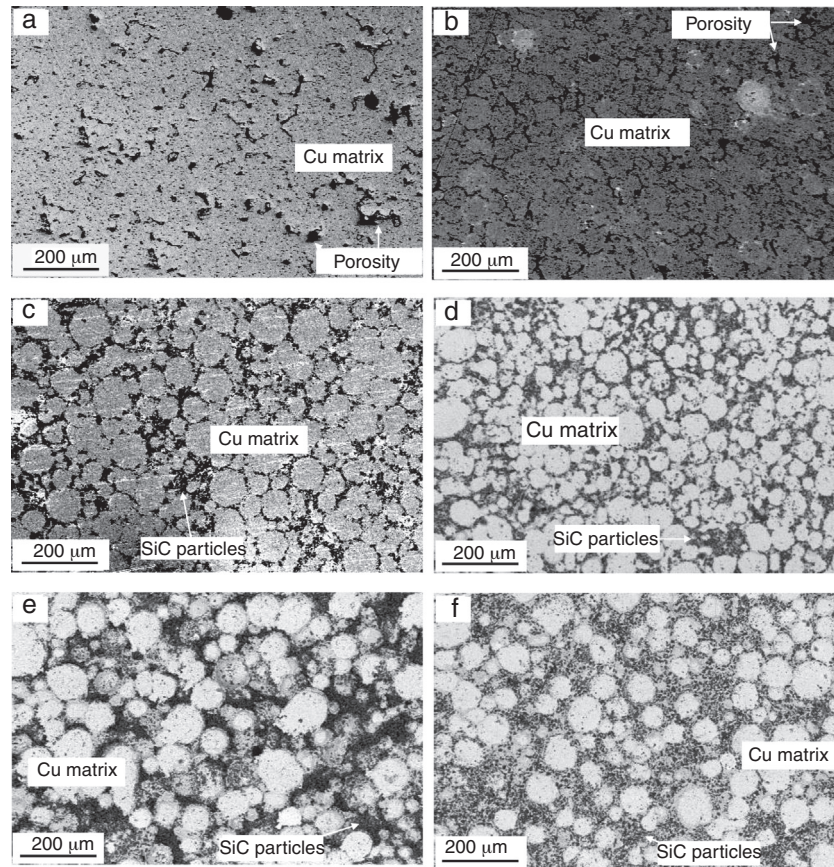 a
Cu matrix
200 μm
Porosity
b
Porosity
Cu matrix
200 μm
c
Cu matrix
200 μm
SiC particles
d
Cu matrix
SiC particles
200 μm
e
Cu matrix
SiC particles
200 μm
f
Cu matrix
SiC particles
200 μm